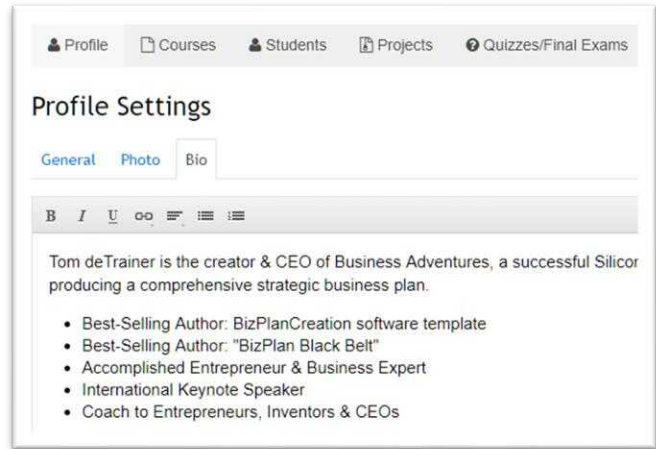 Profile Courses Students Projects Quizzes/Final Exams
Profile Settings
General Photo Bio
B I U
Tom deTrainer is the creator & CEO of Business Adventures, a successful Silicor
producing a comprehensive strategic business plan.
• Best-Selling Author: BizPlanCreation software template
• Best-Selling Author: "BizPlan Black Belt"
• Accomplished Entrepreneur & Business Expert
• International Keynote Speaker
• Coach to Entrepreneurs, Inventors & CEOs